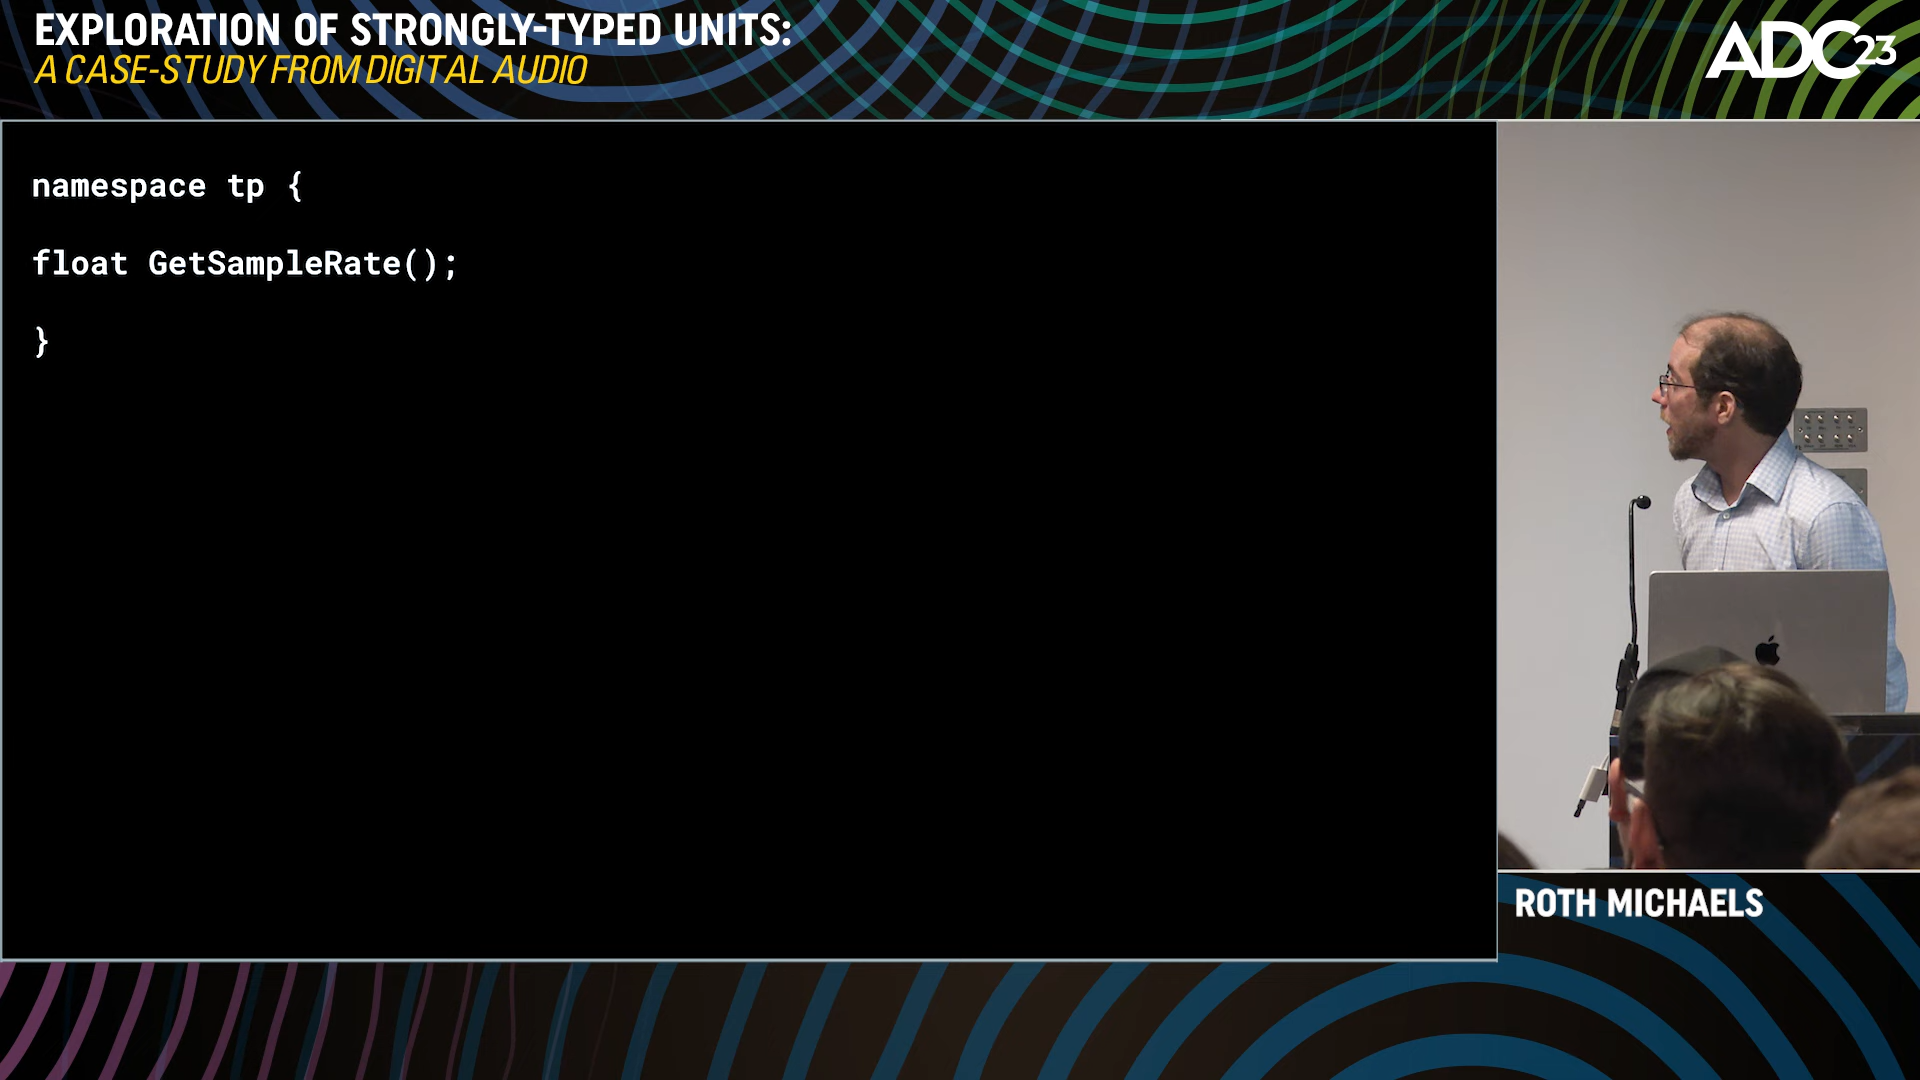 EXPLORATION OF STRONGLY-TYPED UNITS:
A CASE-STUDY FROM DIGITAL AUDIO
ADC23
namespace tp {
float GetSampleRate();
}
ROTH MICHAELS